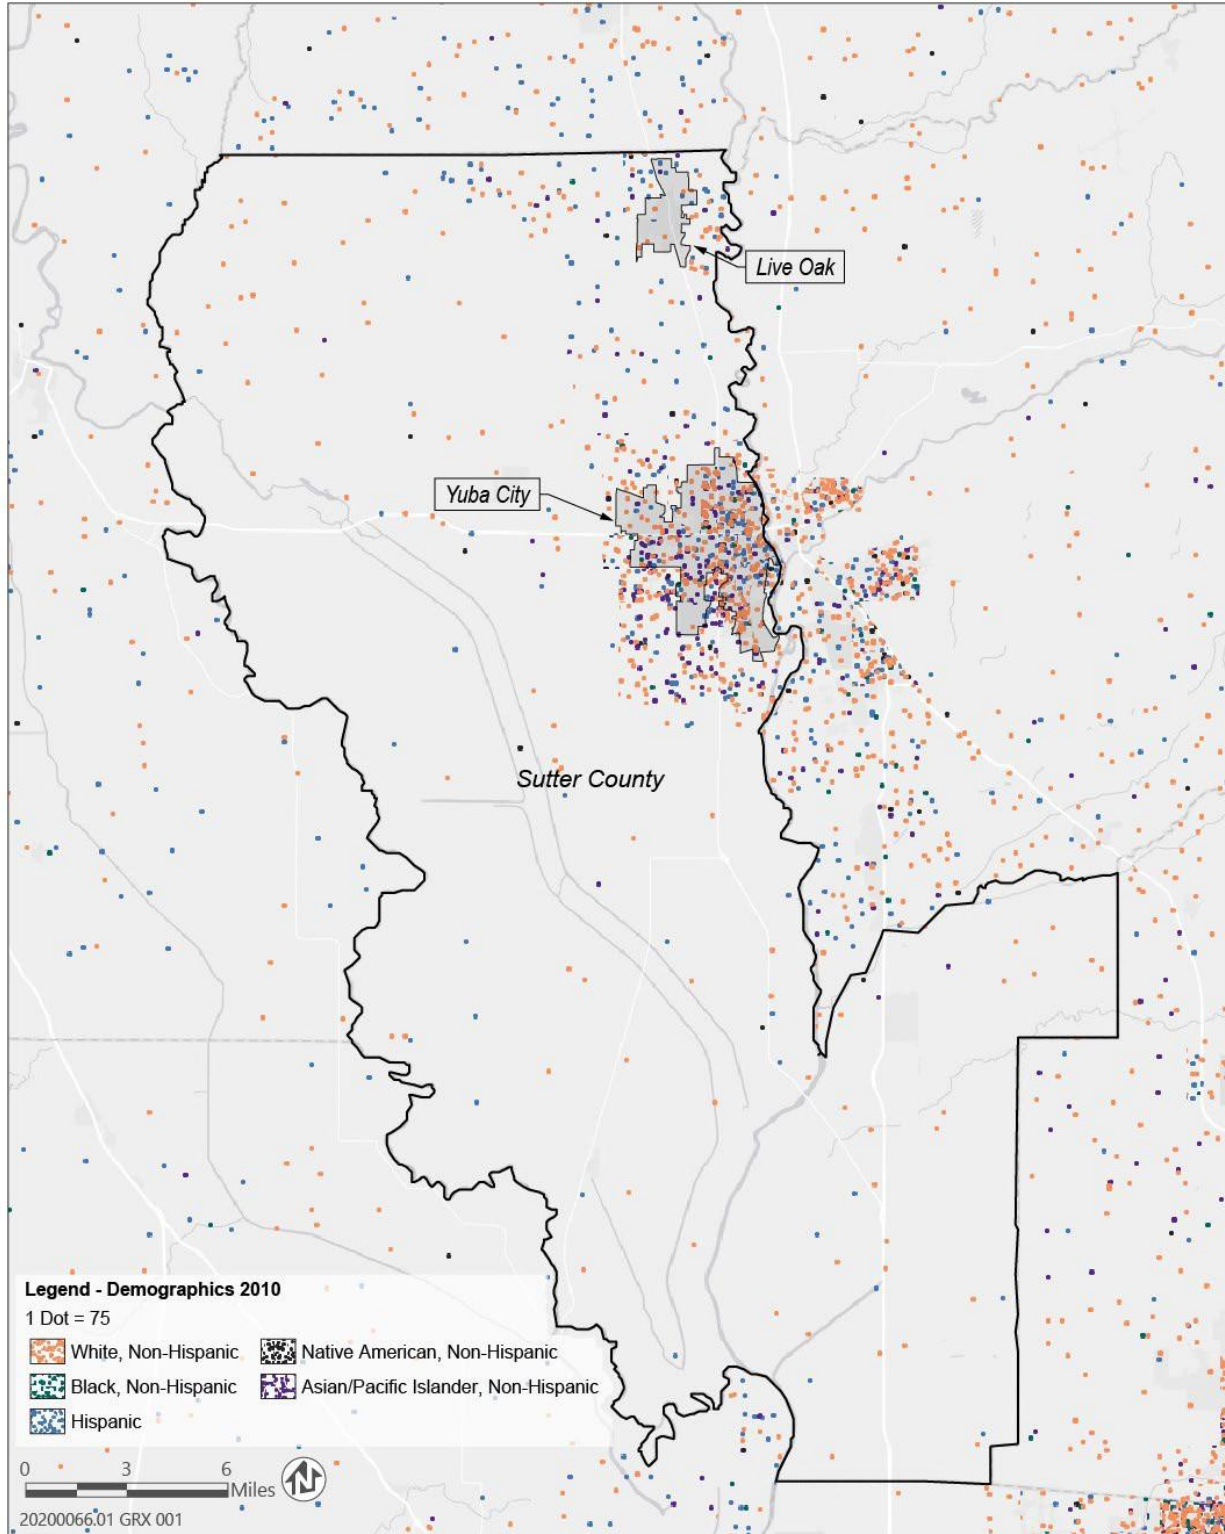 Live Oak
Yuba City
Sutter County
Legend - Demographics 2010
1 Dot = 75
White, Non-Hispanic
Native American, Non-Hispanic
Black, Non-Hispanic
Asian/Pacific Islander, Non-Hispanic
Hispanic
0 3 6
Miles
N
20200066.01 GRX 001